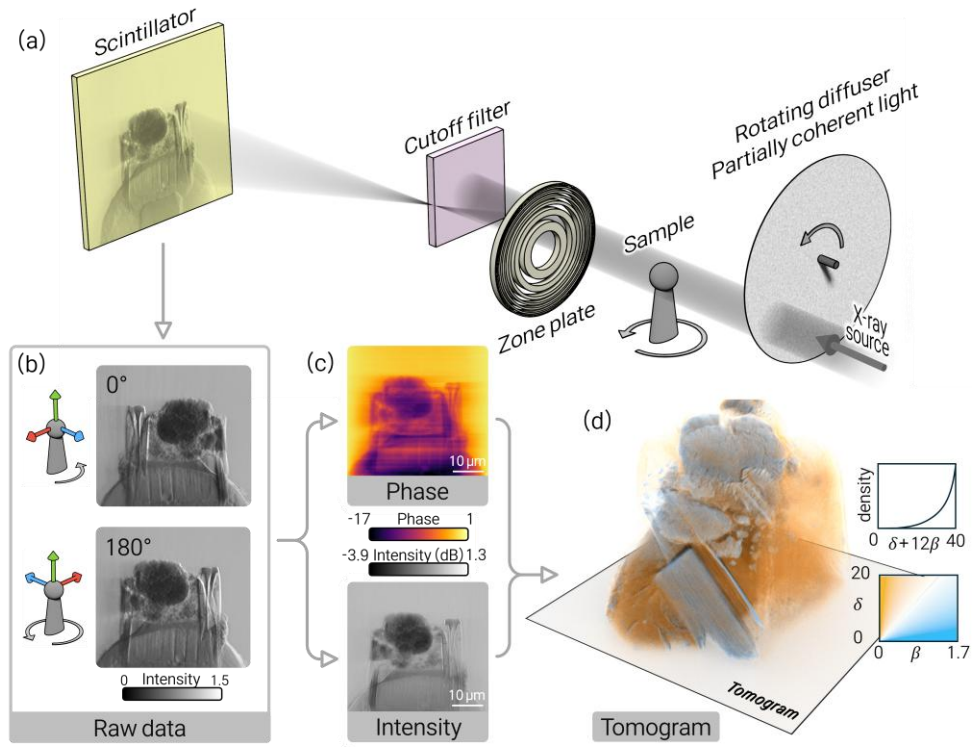 (a)
Scintillator
Cutoff filter
Rotating diffuser
Partially coherent light
Sample
Zone plate
X-ray
source
(b)
0°
180°
0 Intensity 1.5
Raw data
(c)
10 μm
Phase
-17 Phase 1
-3.9 Intensity (dB) 1.3
10 μm
Intensity
(d)
Tomogram
Tomogram
density
0 δ+12β 40
20
δ
0
0 β 1.7